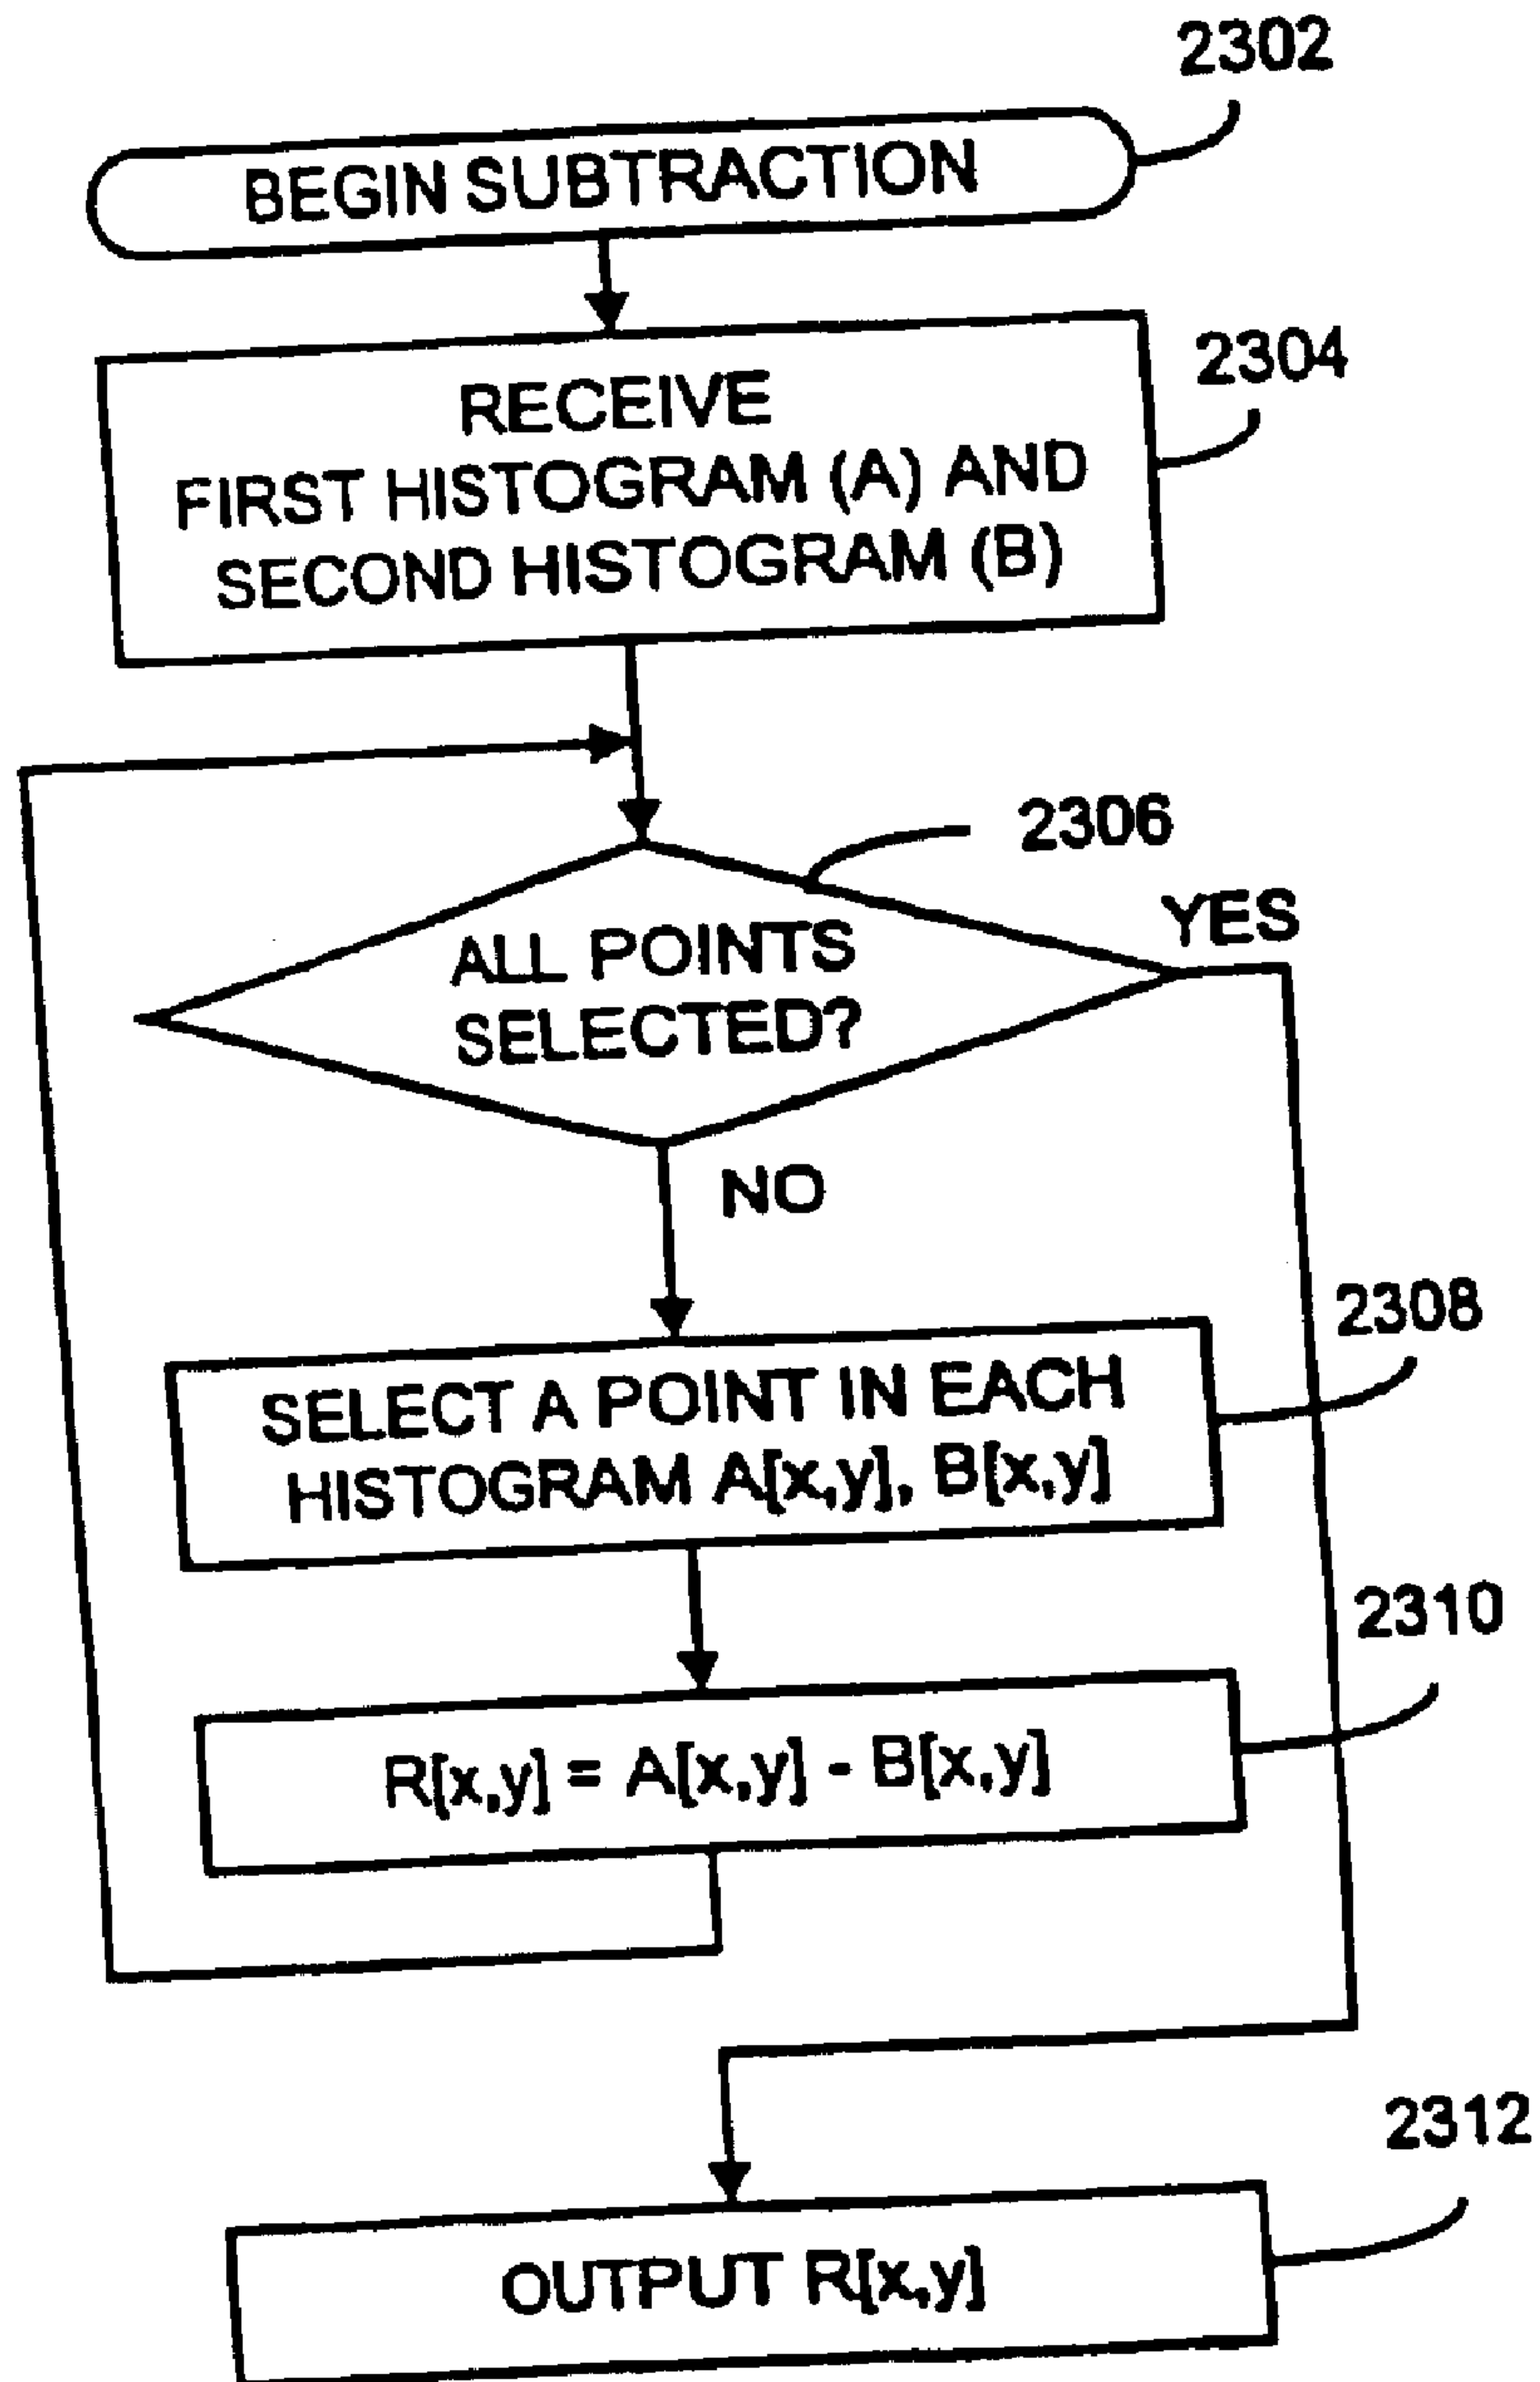 2302
BEGIN SUBTRACTION
2304
RECEIVE
FIRST HISTOGRAM (A) AND
SECOND HISTOGRAM (B)
2306
YES
ALL POINTS
SELECTED?
NO
2308
SELECT A POINT IN EACH
HISTOGRAM A[x,y], B[x,y]
2310
R[x,y] = A[x,y] - B[x,y]
2312
OUTPUT R[x,y]